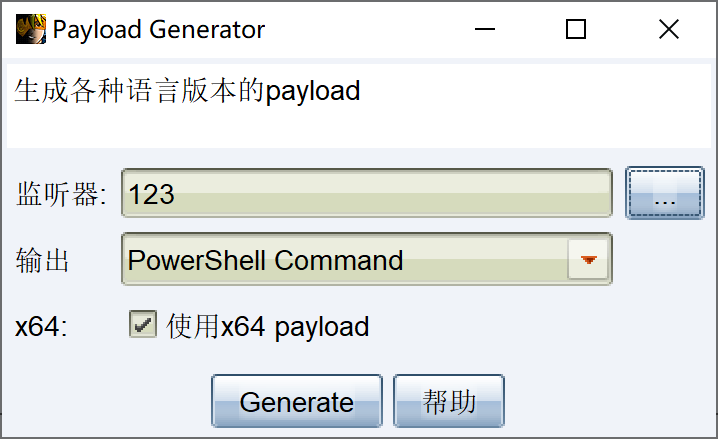 Payload Generator
生成各种语言版本的payload
监听器: 123 ...
输出 PowerShell Command
x64: 使用x64 payload
Generate 帮助